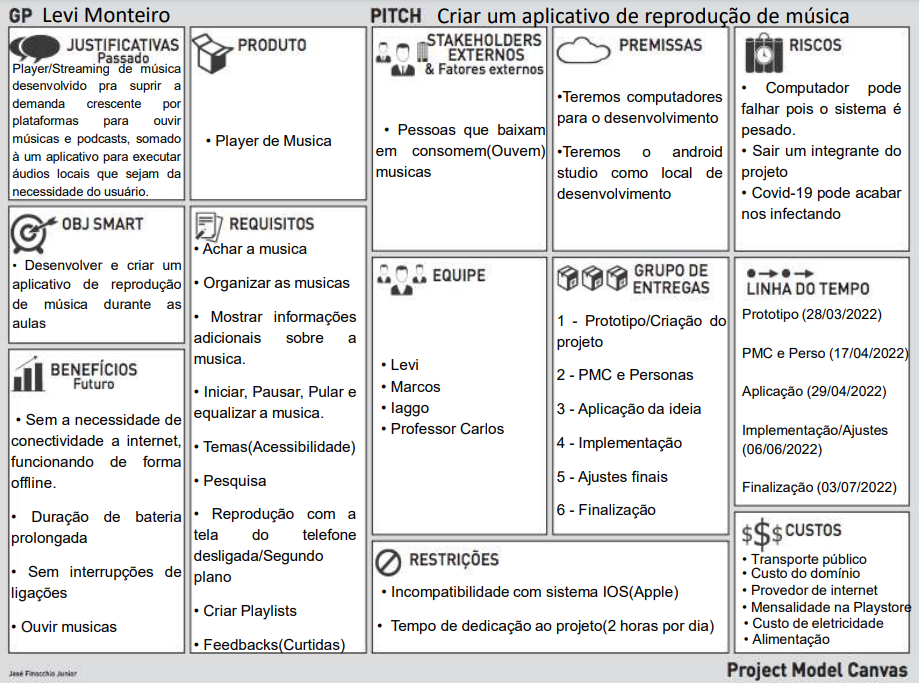 GP Levi Monteiro
PITCH Criar um aplicativo de reprodução de música
JUSTIFICATIVAS
Passado
Player/Streaming de música
desenvolvido pra suprir a
demanda crescente por
plataformas para ouvir
músicas e podcasts, somado
à um aplicativo para executar
áudios locais que sejam da
necessidade do usuário.
PRODUTO
• Player de Musica
STAKEHOLDERS
EXTERNOS
& Fatores externos
• Pessoas que baixam
em consomem(Ouvem)
musicas
PREMISSAS
•Teremos computadores
para o desenvolvimento
•Teremos o android
studio como local de
desenvolvimento
RISCOS
• Computador pode
falhar pois o sistema é
pesado.
• Sair um integrante do
projeto
• Covid-19 pode acabar
nos infectando
OBJ SMART
• Desenvolver e criar um
aplicativo de reprodução
de música durante as
aulas
REQUISITOS
• Achar a musica
• Organizar as musicas
• Mostrar informações
adicionais sobre a
musica.
• Iniciar, Pausar, Pular e
equalizar a musica.
• Temas(Acessibilidade)
• Pesquisa
• Reprodução com a
tela do telefone
desligada/Segundo
plano
• Criar Playlists
• Feedbacks(Curtidas)
EQUIPE
• Levi
• Marcos
• Iaggo
• Professor Carlos
GRUPO DE
ENTREGAS
1 - Prototipo/Criação do
projeto
2 - PMC e Personas
3 - Aplicação da ideia
4 - Implementação
5 - Ajustes finais
6 - Finalização
LINHA DO TEMPO
Prototipo (28/03/2022)
PMC e Perso (17/04/2022)
Aplicação (29/04/2022)
Implementação/Ajustes
(06/06/2022)
Finalização (03/07/2022)
BENEFÍCIOS
Futuro
• Sem a necessidade de
conectividade a internet,
funcionando de forma
offline.
• Duração de bateria
prolongada
• Sem interrupções de
ligações
• Ouvir musicas
RESTRIÇÕES
• Incompatibilidade com sistema IOS(Apple)
• Tempo de dedicação ao projeto(2 horas por dia)
$$$ CUSTOS
• Transporte público
• Custo do domínio
• Provedor de internet
• Mensalidade na Playstore
• Custo de eletricidade
• Alimentação
José Finocchio Junior
Project Model Canvas